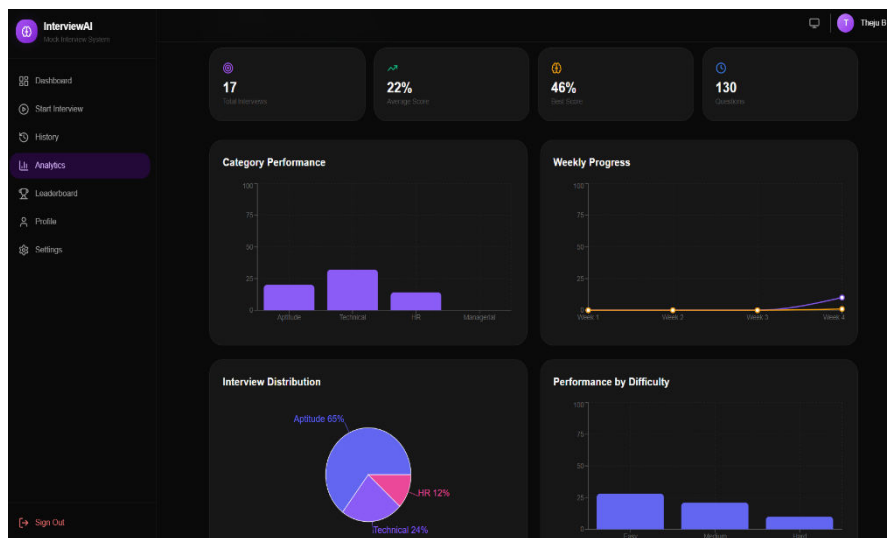 InterviewAI
Mock Interview System
T
Theju B
Dashboard
Start Interview
History
Analytics
Leaderboard
Profile
Settings
Sign Out
17
Total Interviews
22%
Average Score
46%
Best Score
130
Questions
Category Performance
100
75
50
25
0
Aptitude
Technical
HR
Managerial
Weekly Progress
100
75
50
25
0
Week 1
Week 2
Week 3
Week 4
Interview Distribution
Aptitude 65%
HR 12%
Technical 24%
Performance by Difficulty
100
75
50
25
0
Easy
Medium
Hard